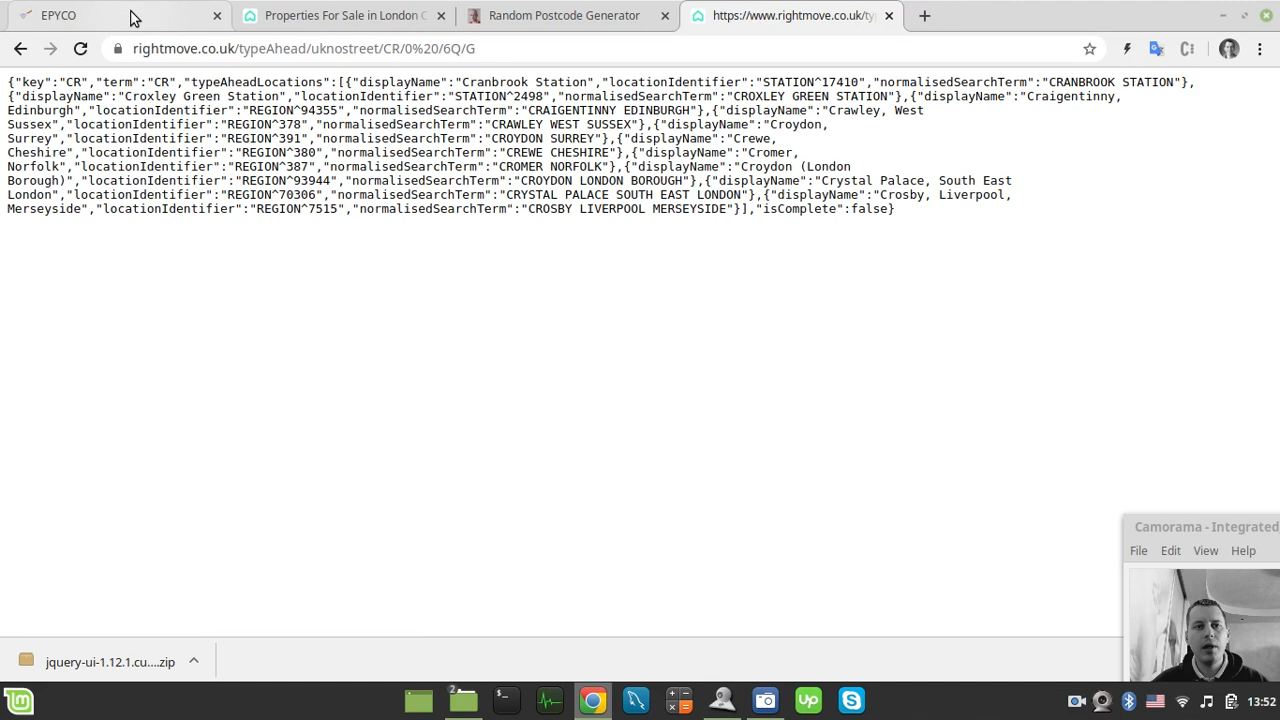 EPYCO
Properties For Sale in London C
Random Postcode Generator
https://www.rightmove.co.uk/ty
rightmove.co.uk/typeAhead/uknostreet/CR/0%20/6Q/G
{"key":"CR","term":"CR","typeAheadLocations":[{"displayName":"Cranbrook Station","locationIdentifier":"STATION^17410","normalisedSearchTerm":"CRANBROOK STATION"},
{"displayName":"Croxley Green Station","locationIdentifier":"STATION^2498","normalisedSearchTerm":"CROXLEY GREEN STATION"},{"displayName":"Craigentinny,
Edinburgh","locationIdentifier":"REGION^94355","normalisedSearchTerm":"CRAIGENTINNY EDINBURGH"},{"displayName":"Crawley, West
Sussex","locationIdentifier":"REGION^378","normalisedSearchTerm":"CRAWLEY WEST SUSSEX"},{"displayName":"Croydon,
Surrey","locationIdentifier":"REGION^391","normalisedSearchTerm":"CROYDON SURREY"},{"displayName":"Crewe,
Cheshire","locationIdentifier":"REGION^380","normalisedSearchTerm":"CREWE CHESHIRE"},{"displayName":"Cromer,
Norfolk","locationIdentifier":"REGION^387","normalisedSearchTerm":"CROMER NORFOLK"},{"displayName":"Croydon (London
Borough)","locationIdentifier":"REGION^93944","normalisedSearchTerm":"CROYDON LONDON BOROUGH"},{"displayName":"Crystal Palace, South East
London","locationIdentifier":"REGION^70306","normalisedSearchTerm":"CRYSTAL PALACE SOUTH EAST LONDON"},{"displayName":"Crosby, Liverpool,
Merseyside","locationIdentifier":"REGION^7515","normalisedSearchTerm":"CROSBY LIVERPOOL MERSEYSIDE"}],"isComplete":false}
Camorama - Integrated
File Edit View Help
jquery-ui-1.12.1.cu....zip
2
Up
13:52